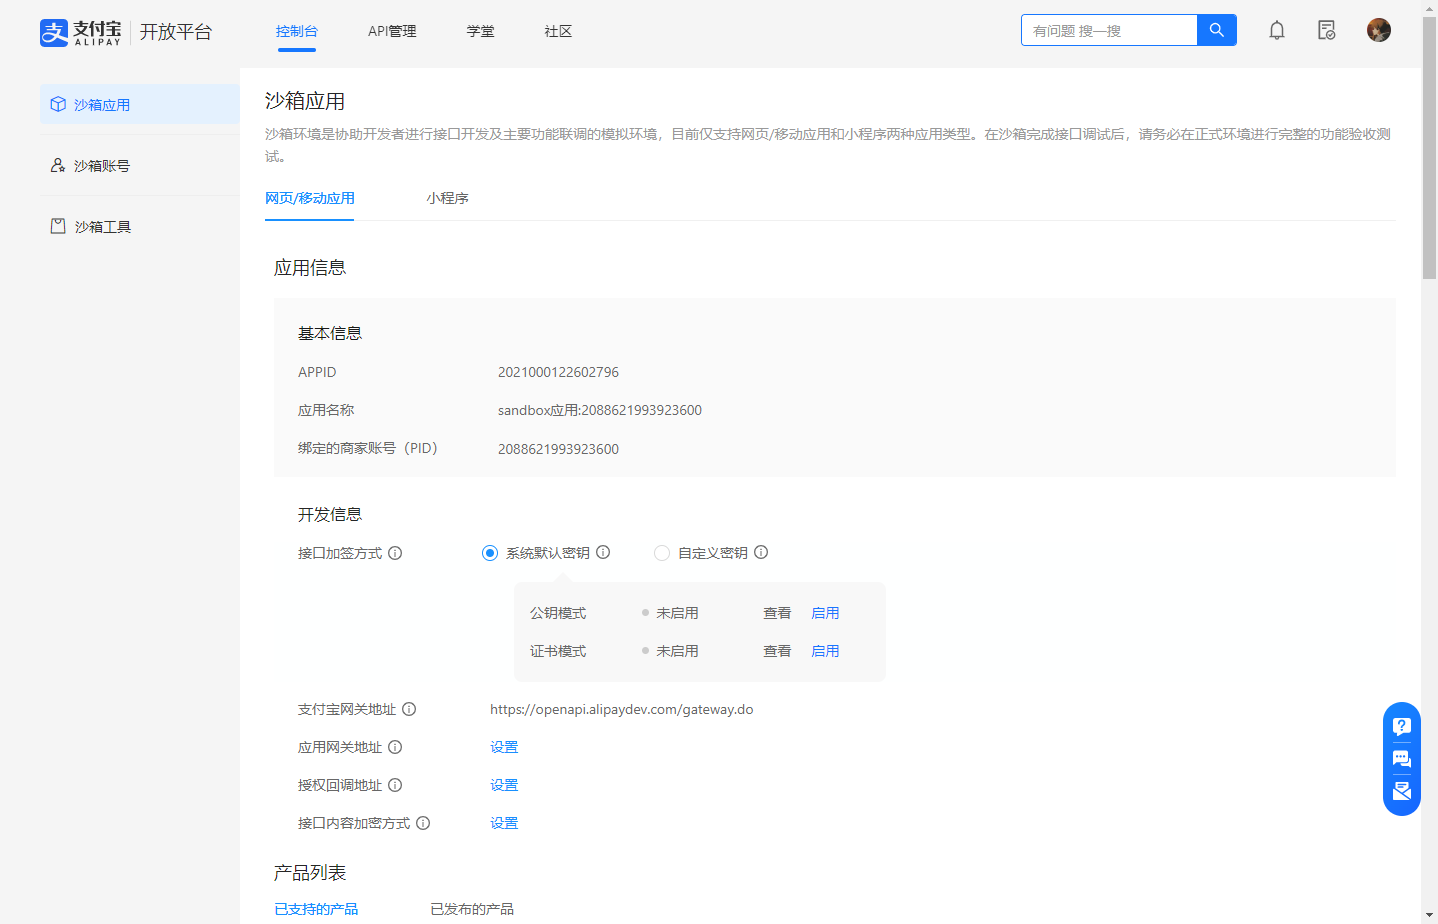 支付宝 ALIPAY 开放平台 控制台 API管理 学堂 社区 有问题 搜一搜
沙箱应用
沙箱账号
沙箱工具
沙箱应用
沙箱环境是协助开发者进行接口开发及主要功能联调的模拟环境，目前仅支持网页/移动应用和小程序两种应用类型。在沙箱完成接口调试后，请务必在正式环境进行完整的功能验收测
试。
网页/移动应用 小程序
应用信息
基本信息
APPID 2021000122602796
应用名称 sandbox应用:2088621993923600
绑定的商家账号（PID） 2088621993923600
开发信息
接口加签方式 系统默认密钥 自定义密钥
公钥模式 未启用 查看 启用
证书模式 未启用 查看 启用
支付宝网关地址 https://openapi.alipaydev.com/gateway.do
应用网关地址 设置
授权回调地址 设置
接口内容加密方式 设置
产品列表
已支持的产品 已发布的产品